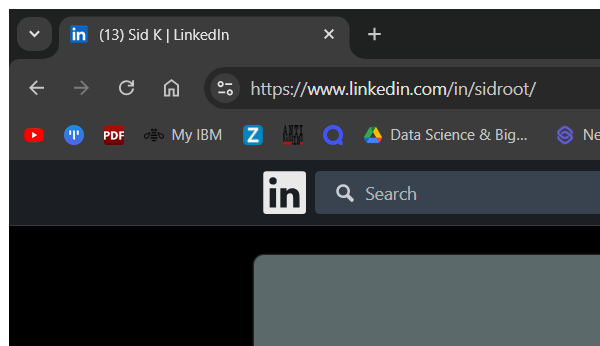 in (13) Sid K | LinkedIn
https://www.linkedin.com/in/sidroot/
PDF My IBM Z Data Science & Big... Ne
in Search